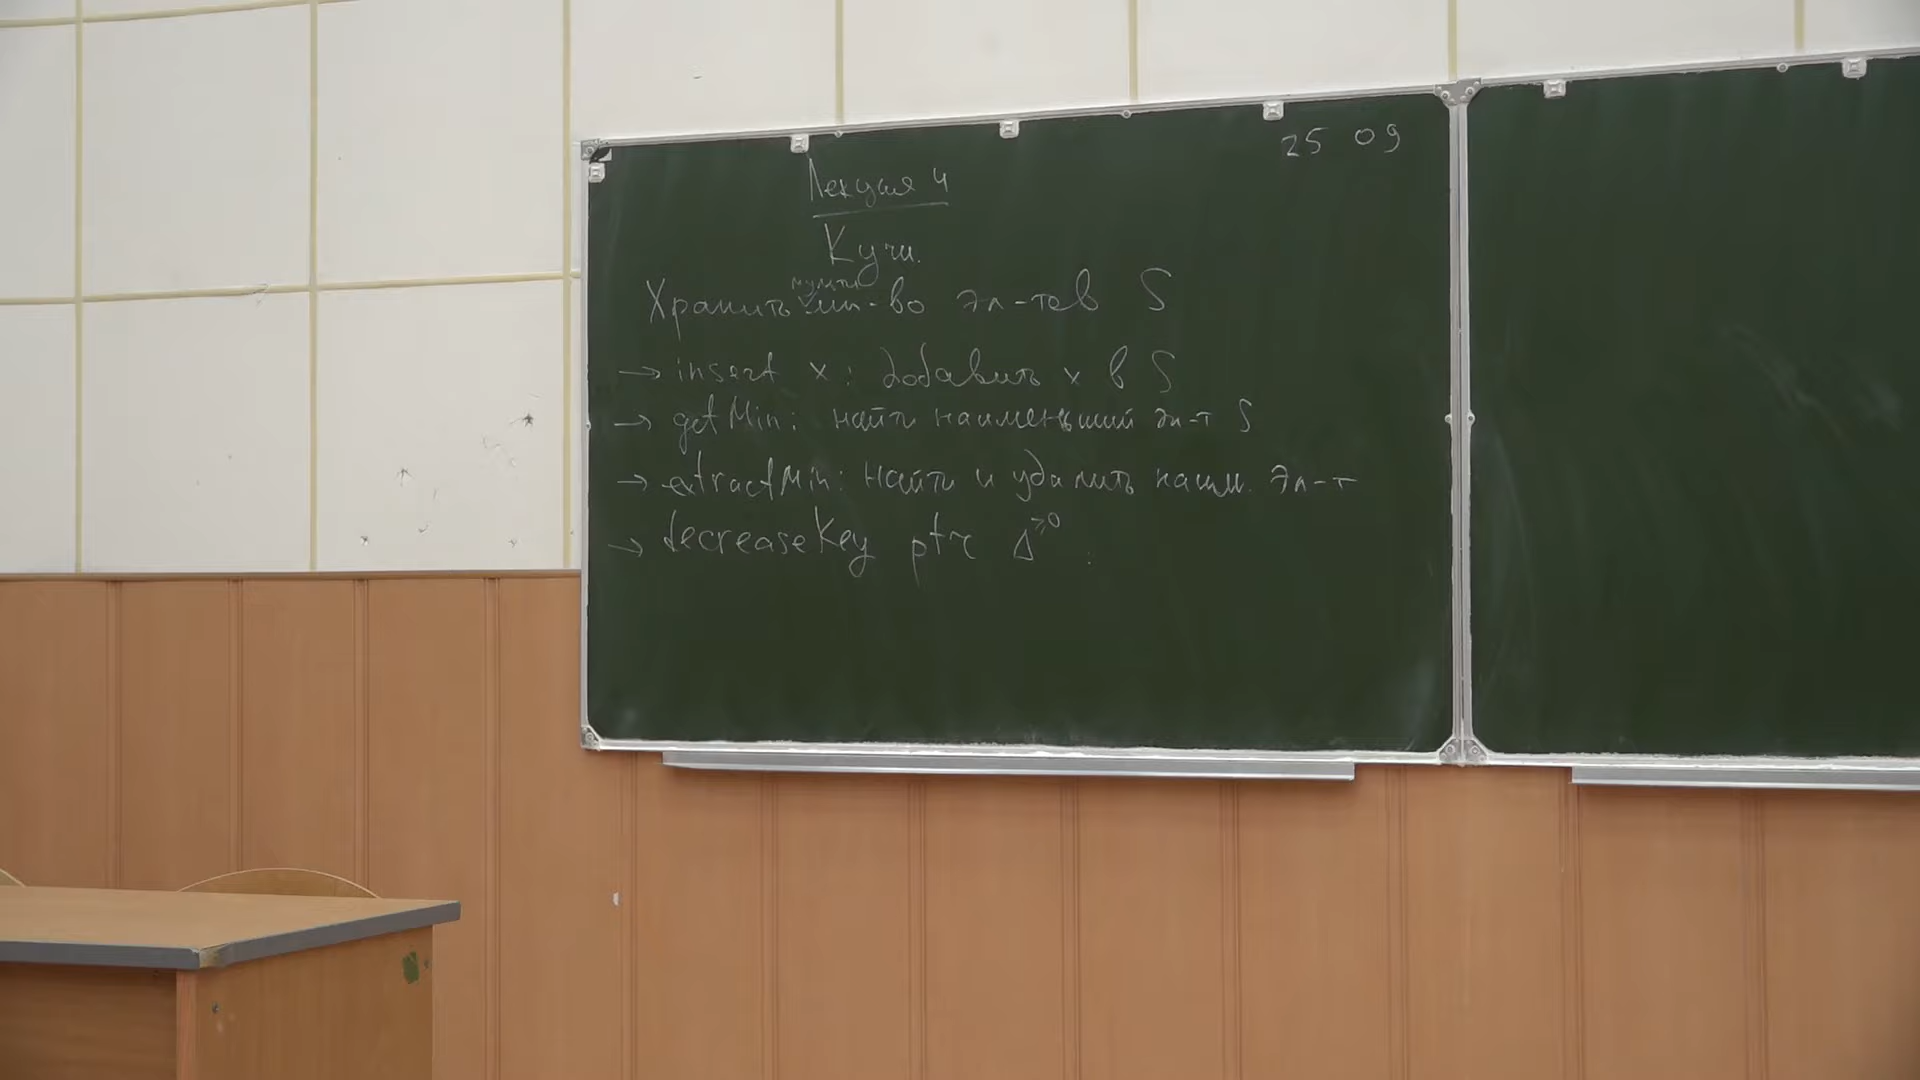 25 09
Лекция 4
Кучи.
мульти
Хранить мн-во эл-тов S
→ insert x: добавить x в S
→ getMin: найти наименьший эл-т S
→ extractMin: найти и удалить наим. эл-т
→ decreaseKey ptr Δ≥0 :